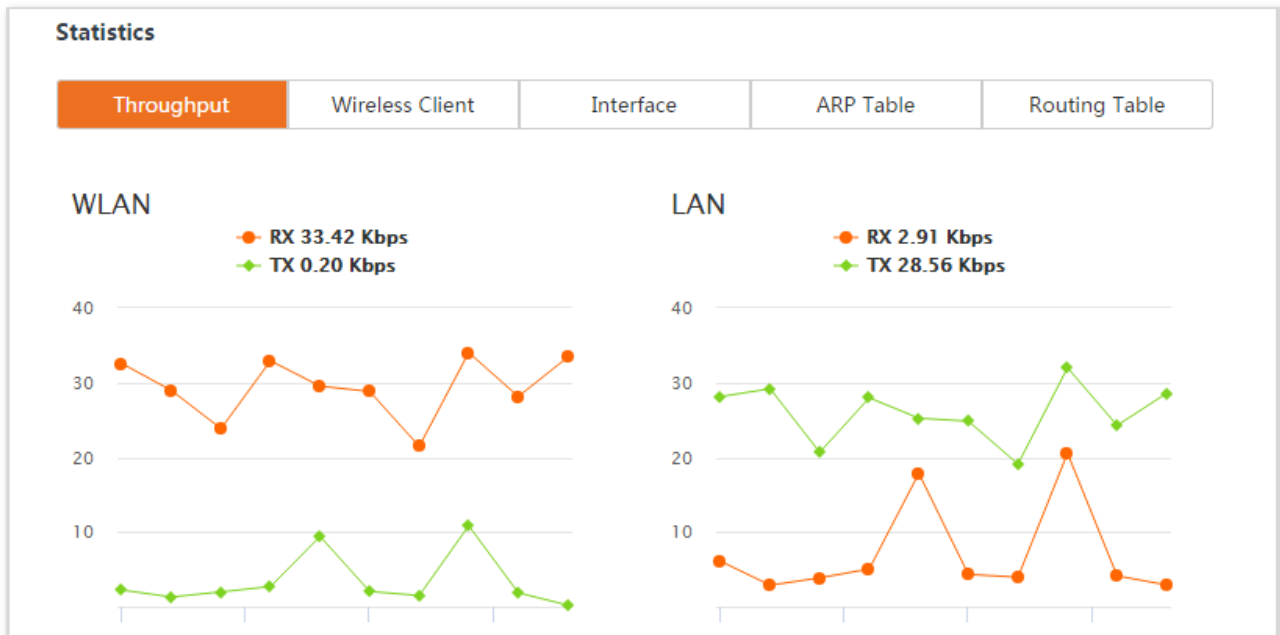 Statistics
Throughput Wireless Client Interface ARP Table Routing Table
WLAN
RX 33.42 Kbps
TX 0.20 Kbps
40
30
20
10
LAN
RX 2.91 Kbps
TX 28.56 Kbps
40
30
20
10